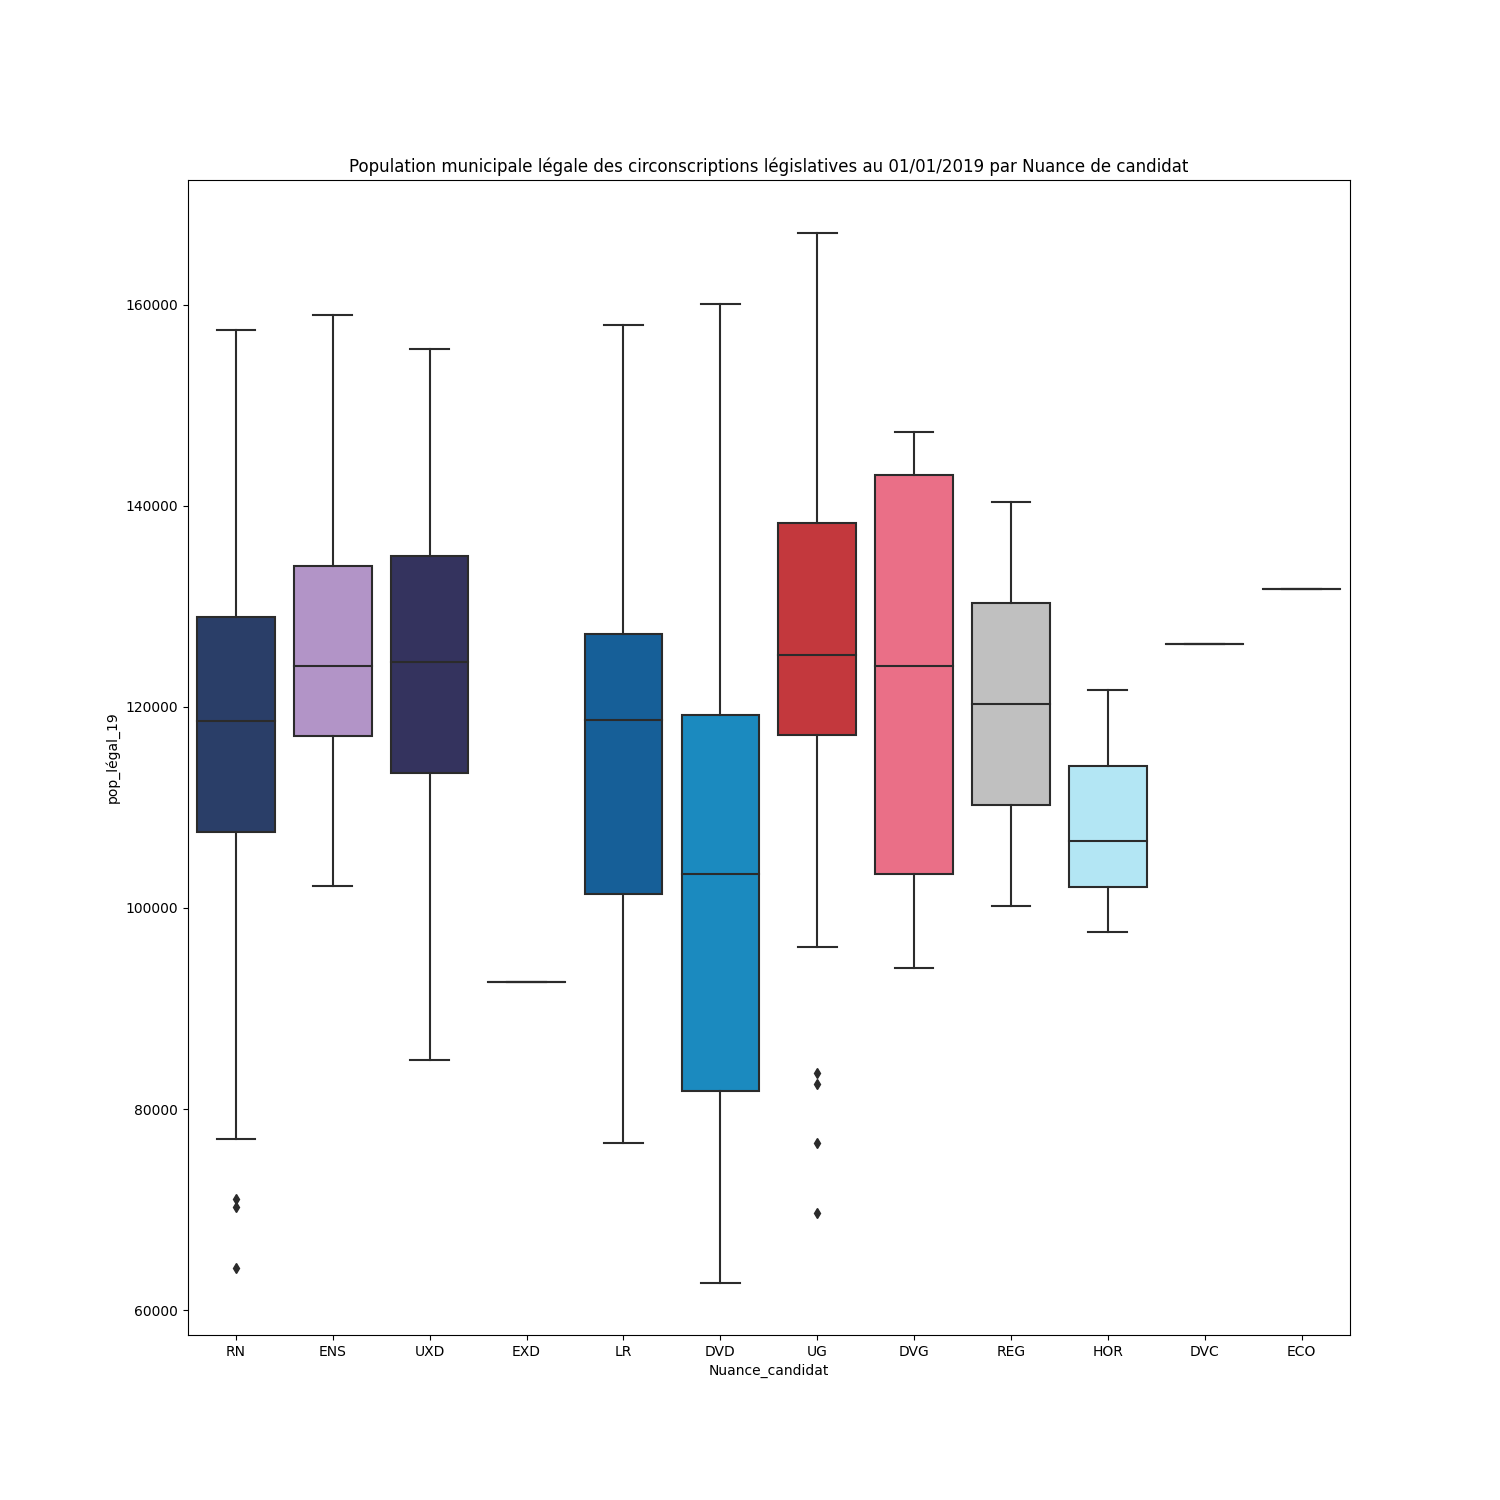 Population municipale légale des circonscriptions législatives au 01/01/2019 par Nuance de candidat
160000
140000
120000
100000
80000
60000
pop_légal_19
RN ENS UXD EXD LR DVD UG DVG REG HOR DVC ECO
Nuance_candidat